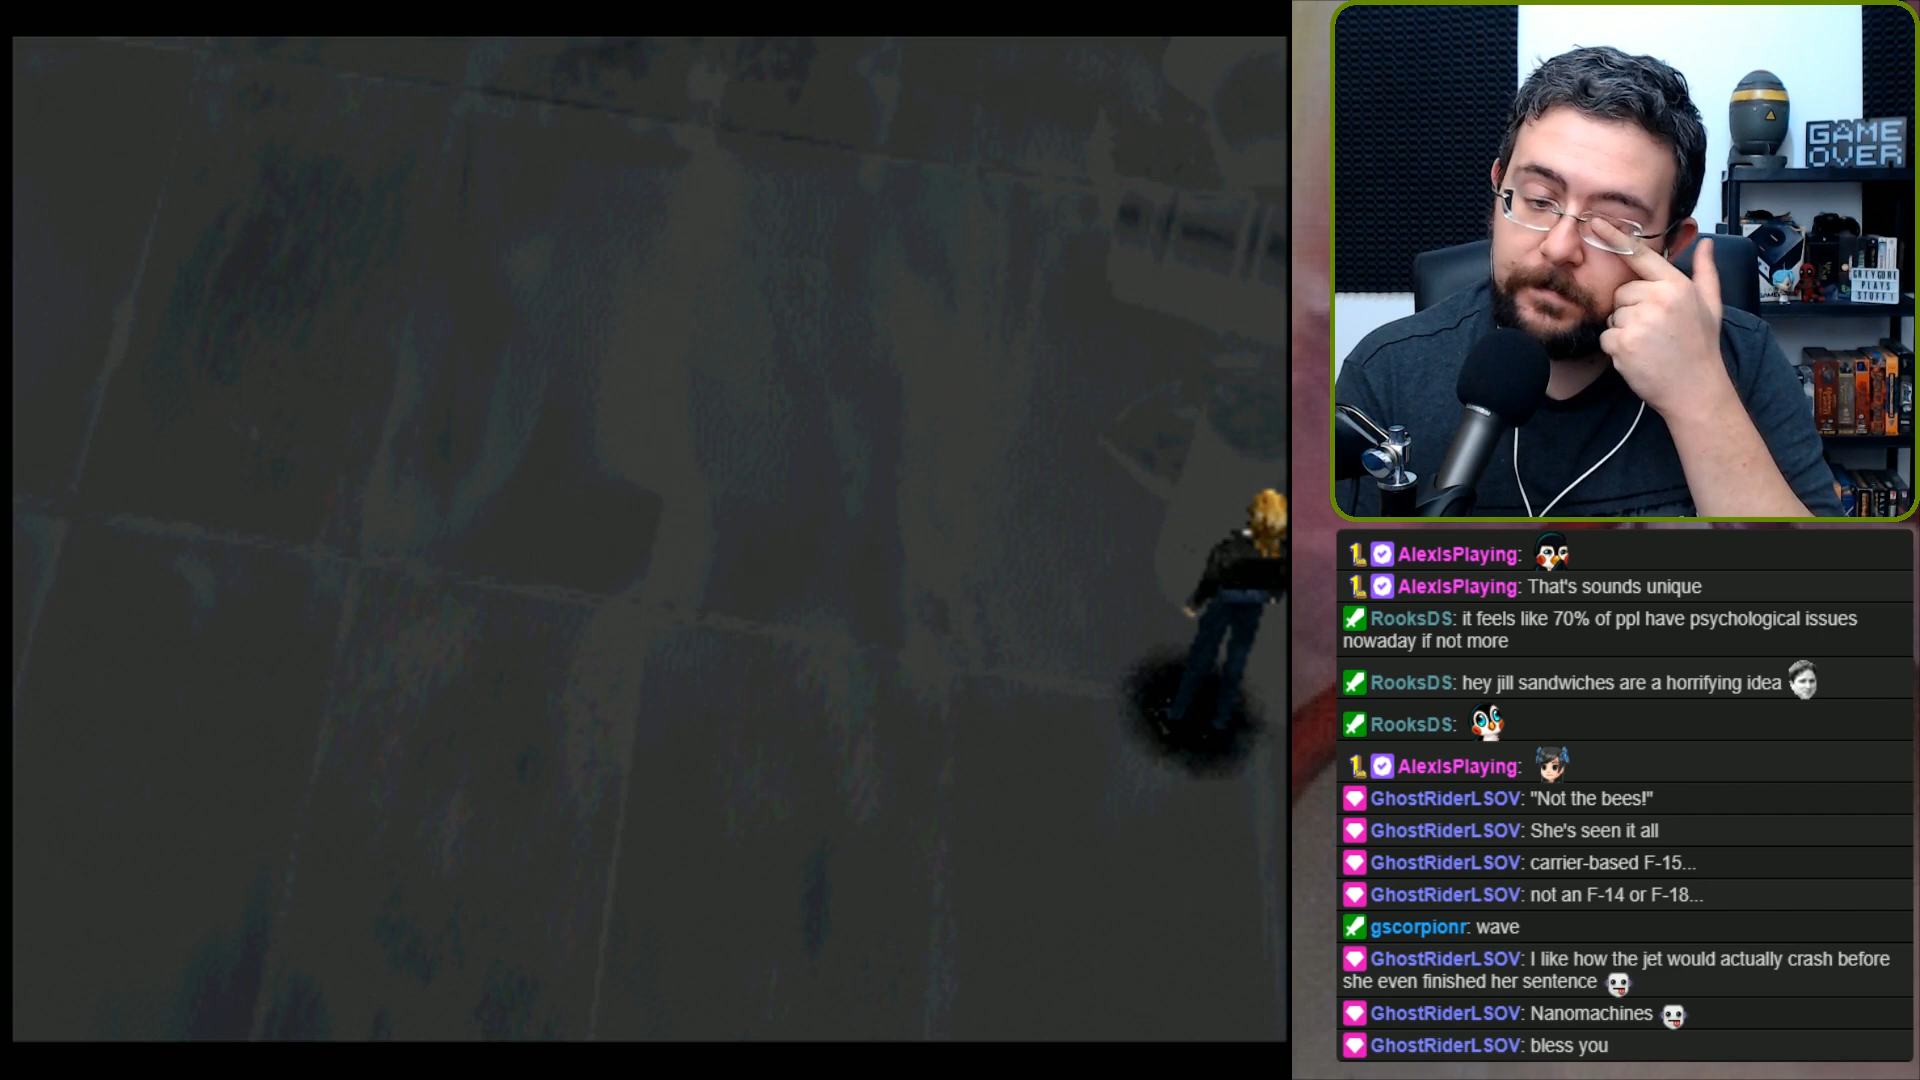 GAME
OVER
GREYGORE
PLAYS
STUFF!
AlexIsPlaying:
AlexIsPlaying: That's sounds unique
RooksDS: it feels like 70% of ppl have psychological issues
nowaday if not more
RooksDS: hey jill sandwiches are a horrifying idea
RooksDS:
AlexIsPlaying:
GhostRiderLSOV: "Not the bees!"
GhostRiderLSOV: She's seen it all
GhostRiderLSOV: carrier-based F-15...
GhostRiderLSOV: not an F-14 or F-18...
gscorpionr: wave
GhostRiderLSOV: I like how the jet would actually crash before
she even finished her sentence
GhostRiderLSOV: Nanomachines
GhostRiderLSOV: bless you